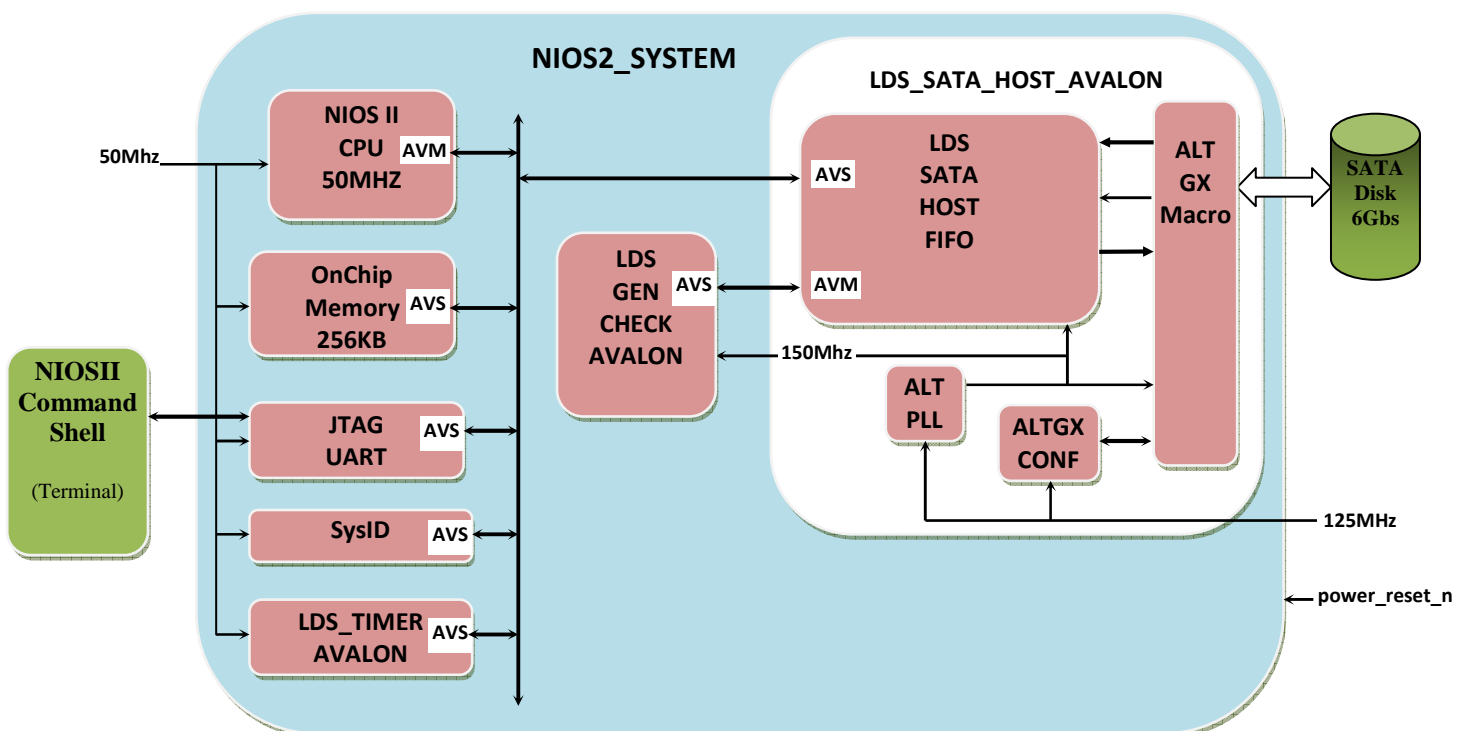 NIOS2_SYSTEM
LDS_SATA_HOST_AVALON
NIOS II
CPU
50MHZ
AVM
50Mhz
OnChip
Memory
256KB
AVS
NIOSII
Command
Shell
(Terminal)
JTAG
UART
AVS
SysID
AVS
LDS_TIMER
AVALON
AVS
LDS
GEN
CHECK
AVALON
AVS
LDS
SATA
HOST
FIFO
AVS
AVM
150Mhz
ALT
PLL
ALTGX
CONF
ALT
GX
Macro
SATA
Disk
6Gbs
125MHz
power_reset_n